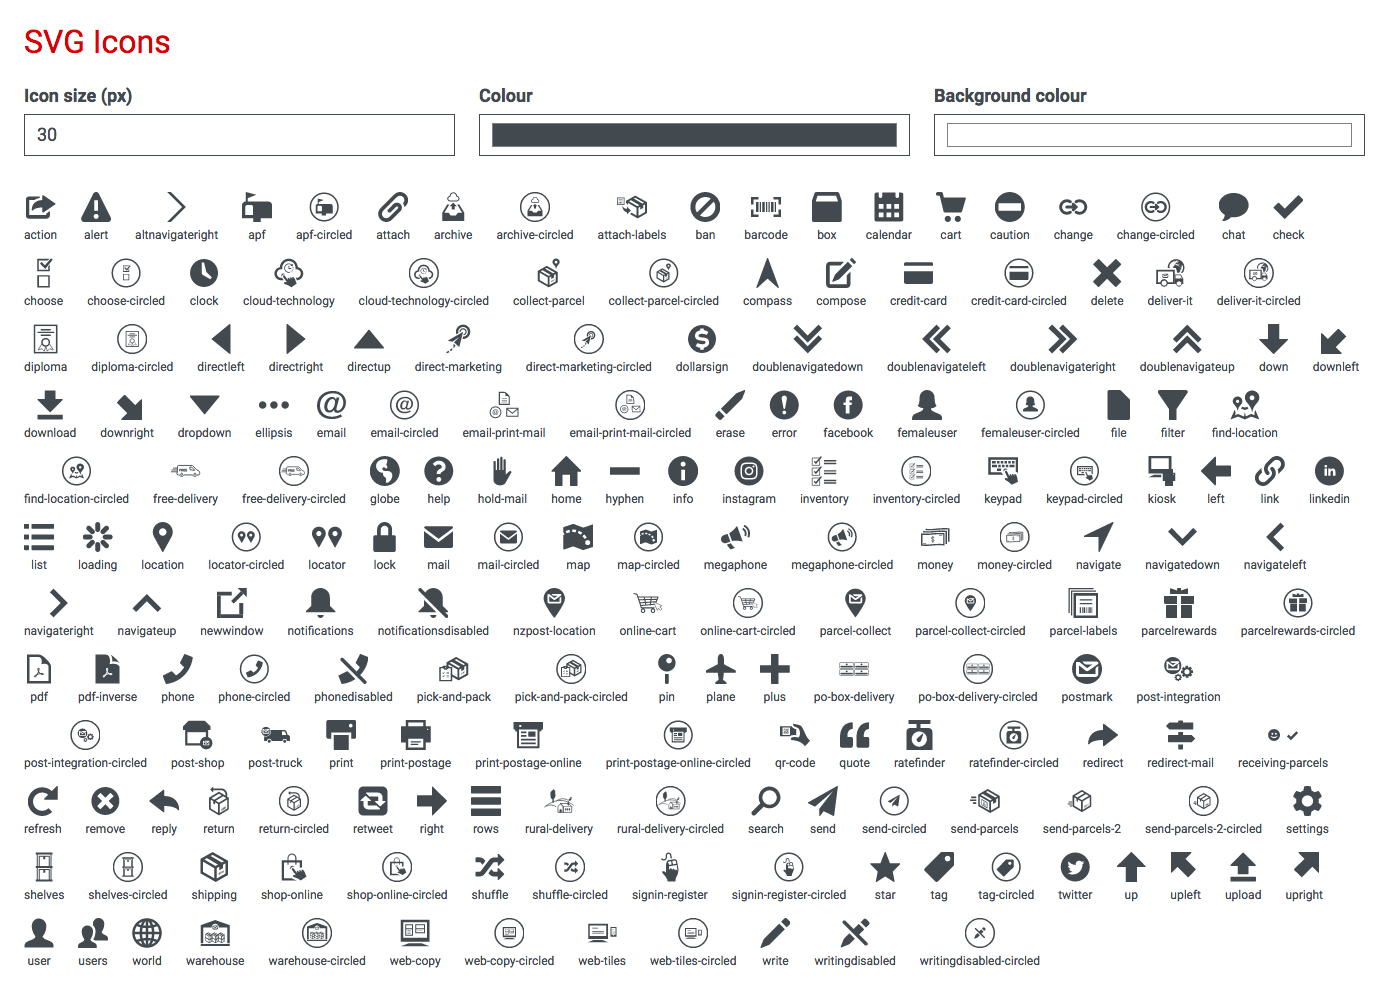 SVG Icons
Icon size (px) Colour Background colour
30
action alert altnavigateright apf apf-circled attach archive archive-circled attach-labels ban barcode box calendar cart caution change change-circled chat check
choose choose-circled clock cloud-technology cloud-technology-circled collect-parcel collect-parcel-circled compass compose credit-card credit-card-circled delete deliver-it deliver-it-circled
diploma diploma-circled directleft directright directup direct-marketing direct-marketing-circled dollarsign doublenavigatedown doublenavigateleft doublenavigateright doublenavigateup down downleft
download downright dropdown ellipsis email email-circled email-print-mail email-print-mail-circled erase error facebook femaleuser femaleuser-circled file filter find-location
find-location-circled free-delivery free-delivery-circled globe help hold-mail home hyphen info instagram inventory inventory-circled keypad keypad-circled kiosk left link linkedin
list loading location locator-circled locator lock mail mail-circled map map-circled megaphone megaphone-circled money money-circled navigate navigatedown navigateleft
navigateright navigateup newwindow notifications notificationsdisabled nzpost-location online-cart online-cart-circled parcel-collect parcel-collect-circled parcel-labels parcelrewards parcelrewards-circled
pdf pdf-inverse phone phone-circled phonedisabled pick-and-pack pick-and-pack-circled pin plane plus po-box-delivery po-box-delivery-circled postmark post-integration
post-integration-circled post-shop post-truck print print-postage print-postage-online print-postage-online-circled qr-code quote ratefinder ratefinder-circled redirect redirect-mail receiving-parcels
refresh remove reply return return-circled retweet right rows rural-delivery rural-delivery-circled search send send-circled send-parcels send-parcels-2 send-parcels-2-circled settings
shelves shelves-circled shipping shop-online shop-online-circled shuffle shuffle-circled signin-register signin-register-circled star tag tag-circled twitter up upleft upload upright
user users world warehouse warehouse-circled web-copy web-copy-circled web-tiles web-tiles-circled write writingdisabled writingdisabled-circled